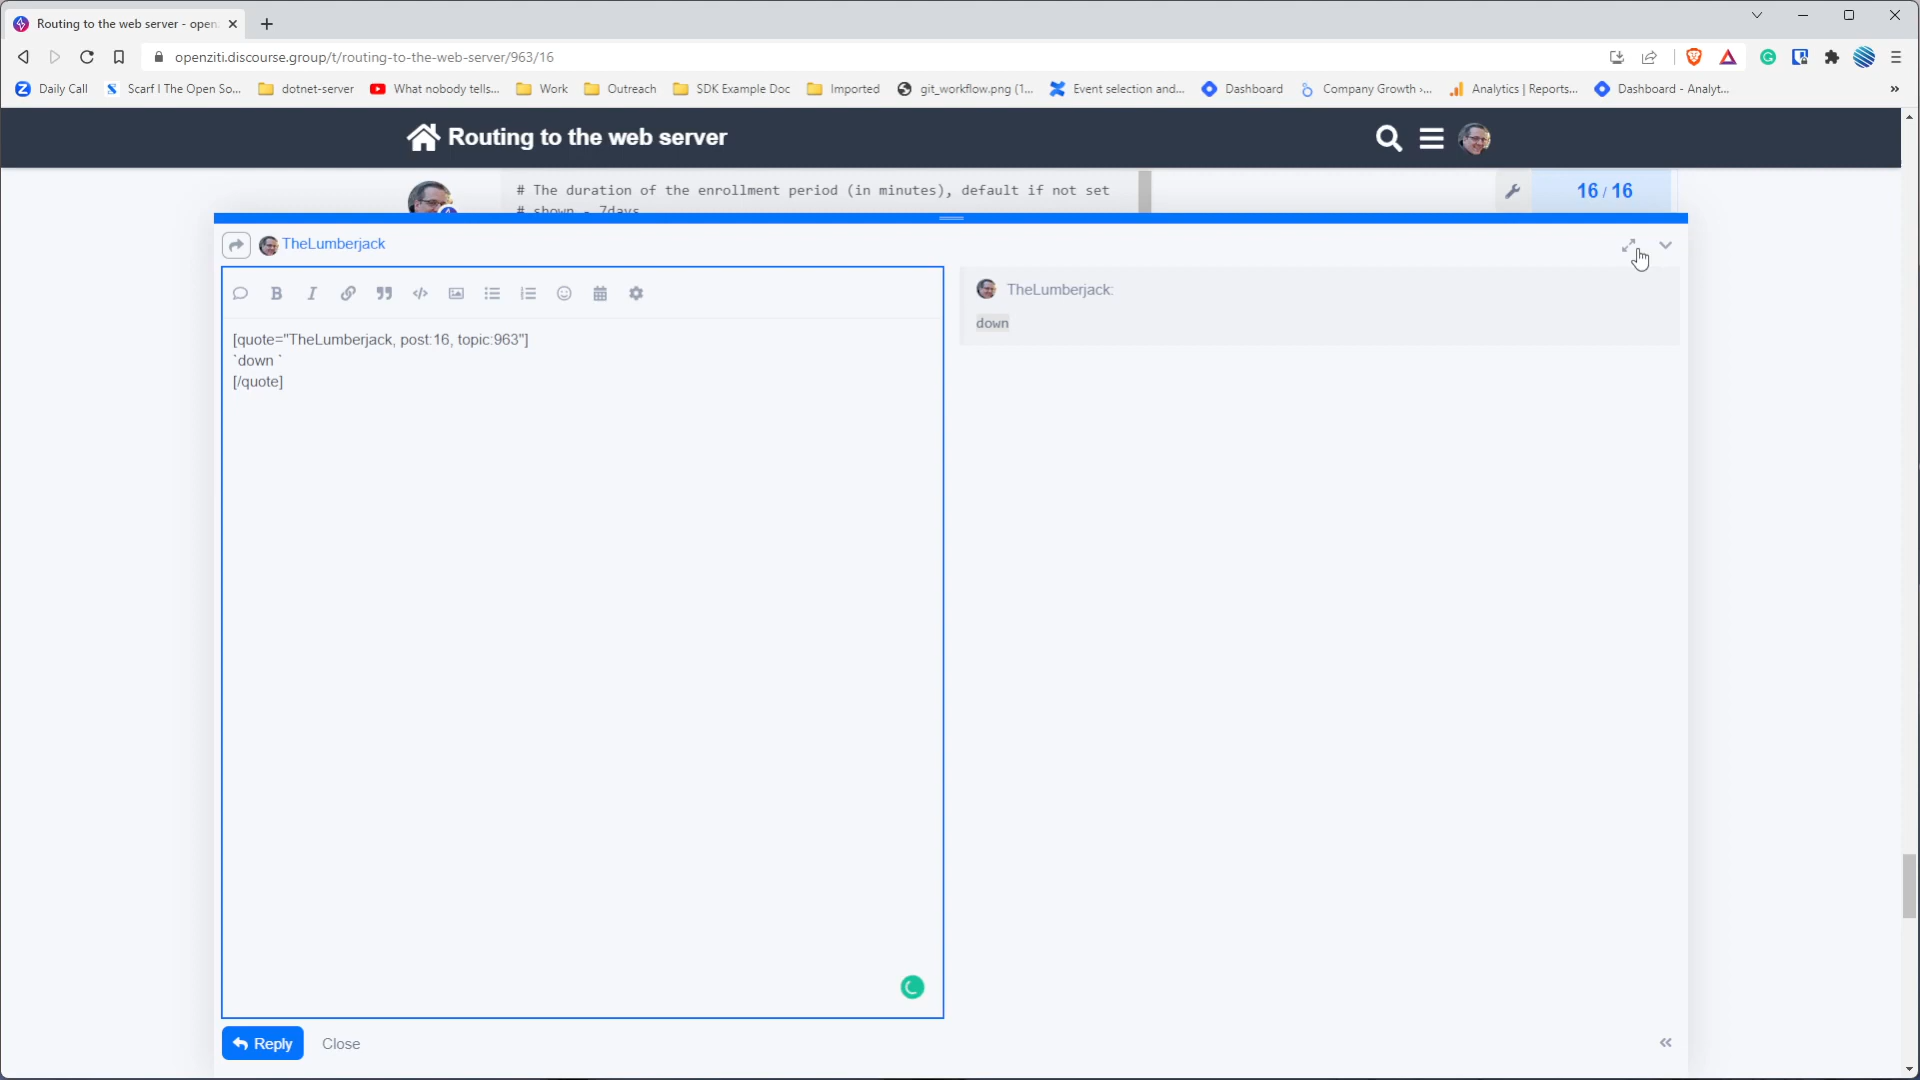 Routing to the web server - open
openziti.discourse.group/t/routing-to-the-web-server/963/16
Daily Call
Scarf | The Open So...
dotnet-server
What nobody tells...
Work
Outreach
SDK Example Doc
Imported
git_workflow.png (1...
Event selection and...
Dashboard
Company Growth ›...
Analytics | Reports...
Dashboard - Analyt...
»
Routing to the web server
# The duration of the enrollment period (in minutes), default if not set
# shown - 7days
16 / 16
TheLumberjack
B I
[quote="TheLumberjack, post:16, topic:963"]
`down `
[/quote]
TheLumberjack:
down
Reply
Close